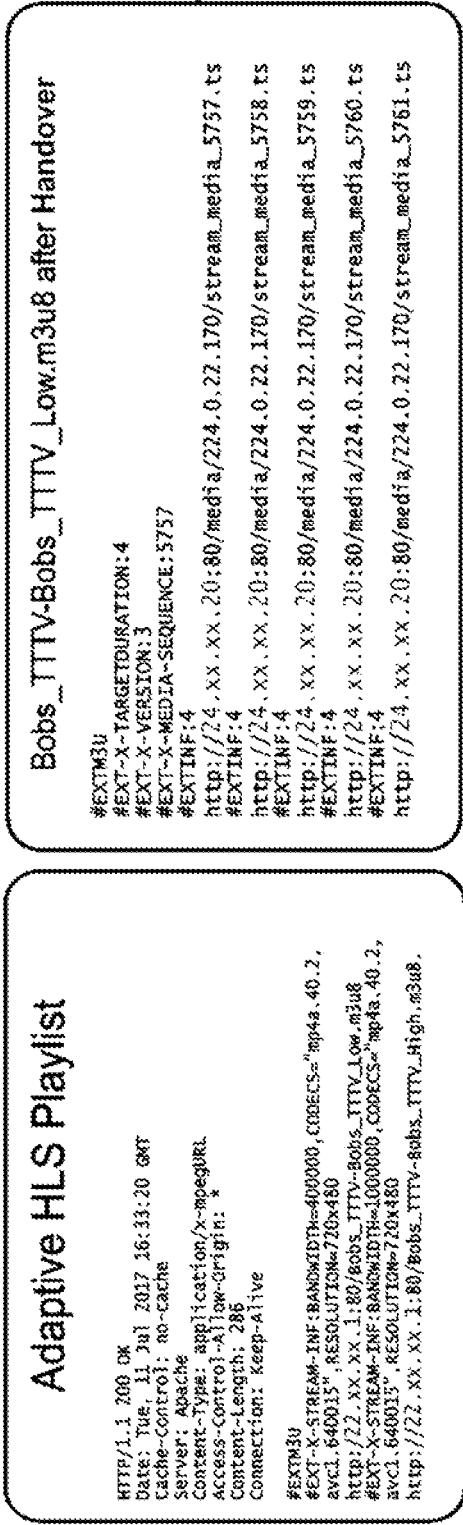 Adaptive HLS Playlist
HTTP/1.1 200 OK
Date: Tue, 11 Jul 2017 16:33:20 GMT
Cache-Control: no-cache
Server: Apache
Content-Type: application/x-mpegURL
Access-Control-Allow-Origin: *
Content-Length: 286
Connection: Keep-Alive
#EXTM3U
#EXT-X-STREAM-INF:BANDWIDTH=400000,CODECS="mp4a.40.2,
avc1.640015",RESOLUTION=720x480
http:/22.xx.xx.1:80/Bobs_TTTV-Bobs_TTTV_Low.m3u8
#EXT-X-STREAM-INF:BANDWIDTH=1000000,CODECS="mp4a.40.2,
avc1.640015",RESOLUTION=720x480
http://22.xx.xx.1:80/Bobs_TTTV-Bobs_TTTV_High.m3u8.
Bobs_TTTV-Bobs_TTTV_Low.m3u8 after Handover
#EXTM3U
#EXT-X-TARGETDURATION:4
#EXT-X-VERSION:3
#EXT-X-MEDIA-SEQUENCE:5757
#EXTINF:4
http://24.xx.xx.20:80/media/224.0.22.170/stream_media_5757.ts
#EXTINF:4
http://24.xx.xx.20:80/media/224.0.22.170/stream_media_5758.ts
#EXTINF:4
http://24.xx.xx.20:80/media/224.0.22.170/stream_media_5759.ts
#EXTINF:4
http://24.xx.xx.20:80/media/224.0.22.170/stream_media_5760.ts
#EXTINF:4
http://24.xx.xx.20:80/media/224.0.22.170/stream_media_5761.ts